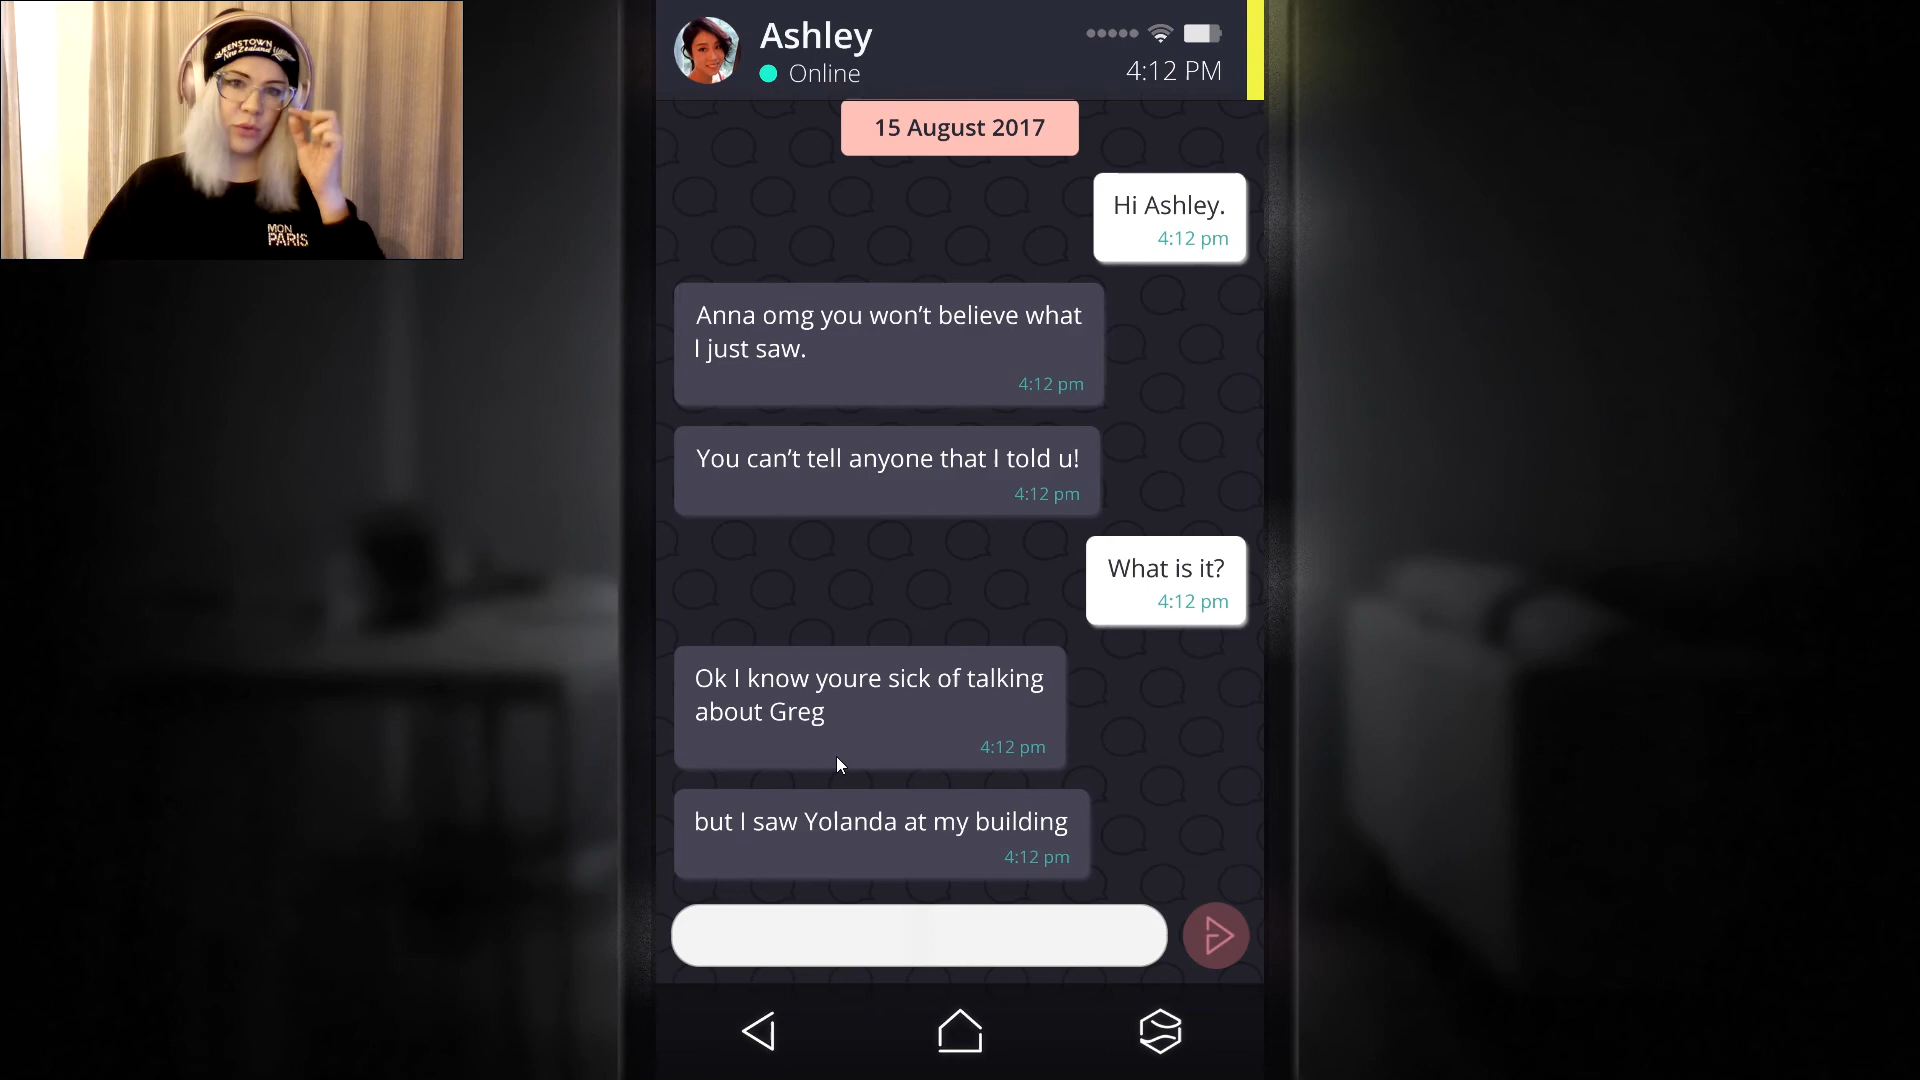 QUEENSTOWN
New Zealand
MON
PARIS
Ashley
Online
4:12 PM
15 August 2017
Hi Ashley.
4:12 pm
Anna omg you won’t believe what
I just saw.
4:12 pm
You can’t tell anyone that I told u!
4:12 pm
What is it?
4:12 pm
Ok I know youre sick of talking
about Greg
4:12 pm
but I saw Yolanda at my building
4:12 pm